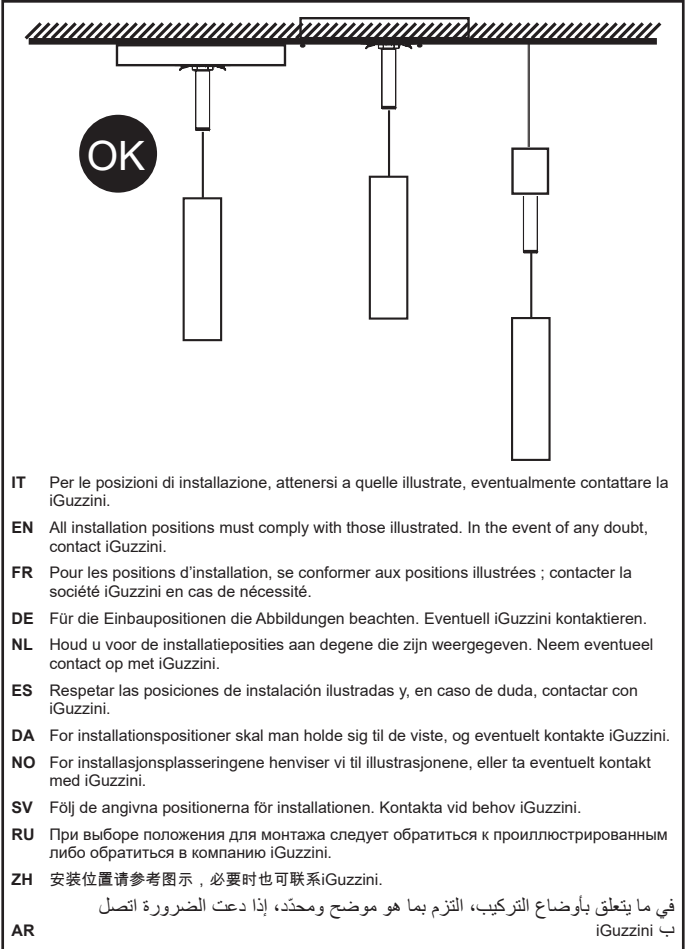 OK
IT Per le posizioni di installazione, attenersi a quelle illustrate, eventualmente contattare la
iGuzzini.
EN All installation positions must comply with those illustrated. In the event of any doubt,
contact iGuzzini.
FR Pour les positions d’installation, se conformer aux positions illustrées ; contacter la
société iGuzzini en cas de nécessité.
DE Für die Einbaupositionen die Abbildungen beachten. Eventuell iGuzzini kontaktieren.
NL Houd u voor de installatieposities aan degene die zijn weergegeven. Neem eventueel
contact op met iGuzzini.
ES Respetar las posiciones de instalación ilustradas y, en caso de duda, contactar con
iGuzzini.
DA For installationspositioner skal man holde sig til de viste, og eventuelt kontakte iGuzzini.
NO For installasjonsplasseringene henviser vi til illustrasjonene, eller ta eventuelt kontakt
med iGuzzini.
SV Följ de angivna positionerna för installationen. Kontakta vid behov iGuzzini.
RU При выборе положения для монтажа следует обратиться к проиллюстрированным
либо обратиться в компанию iGuzzini.
ZH 安装位置请参考图示，必要时也可联系iGuzzini.
في ما يتعلق بأوضاع التركيب، التزم بما هو موضح ومحدّد، إذا دعت الضرورة اتصل
AR ب iGuzzini